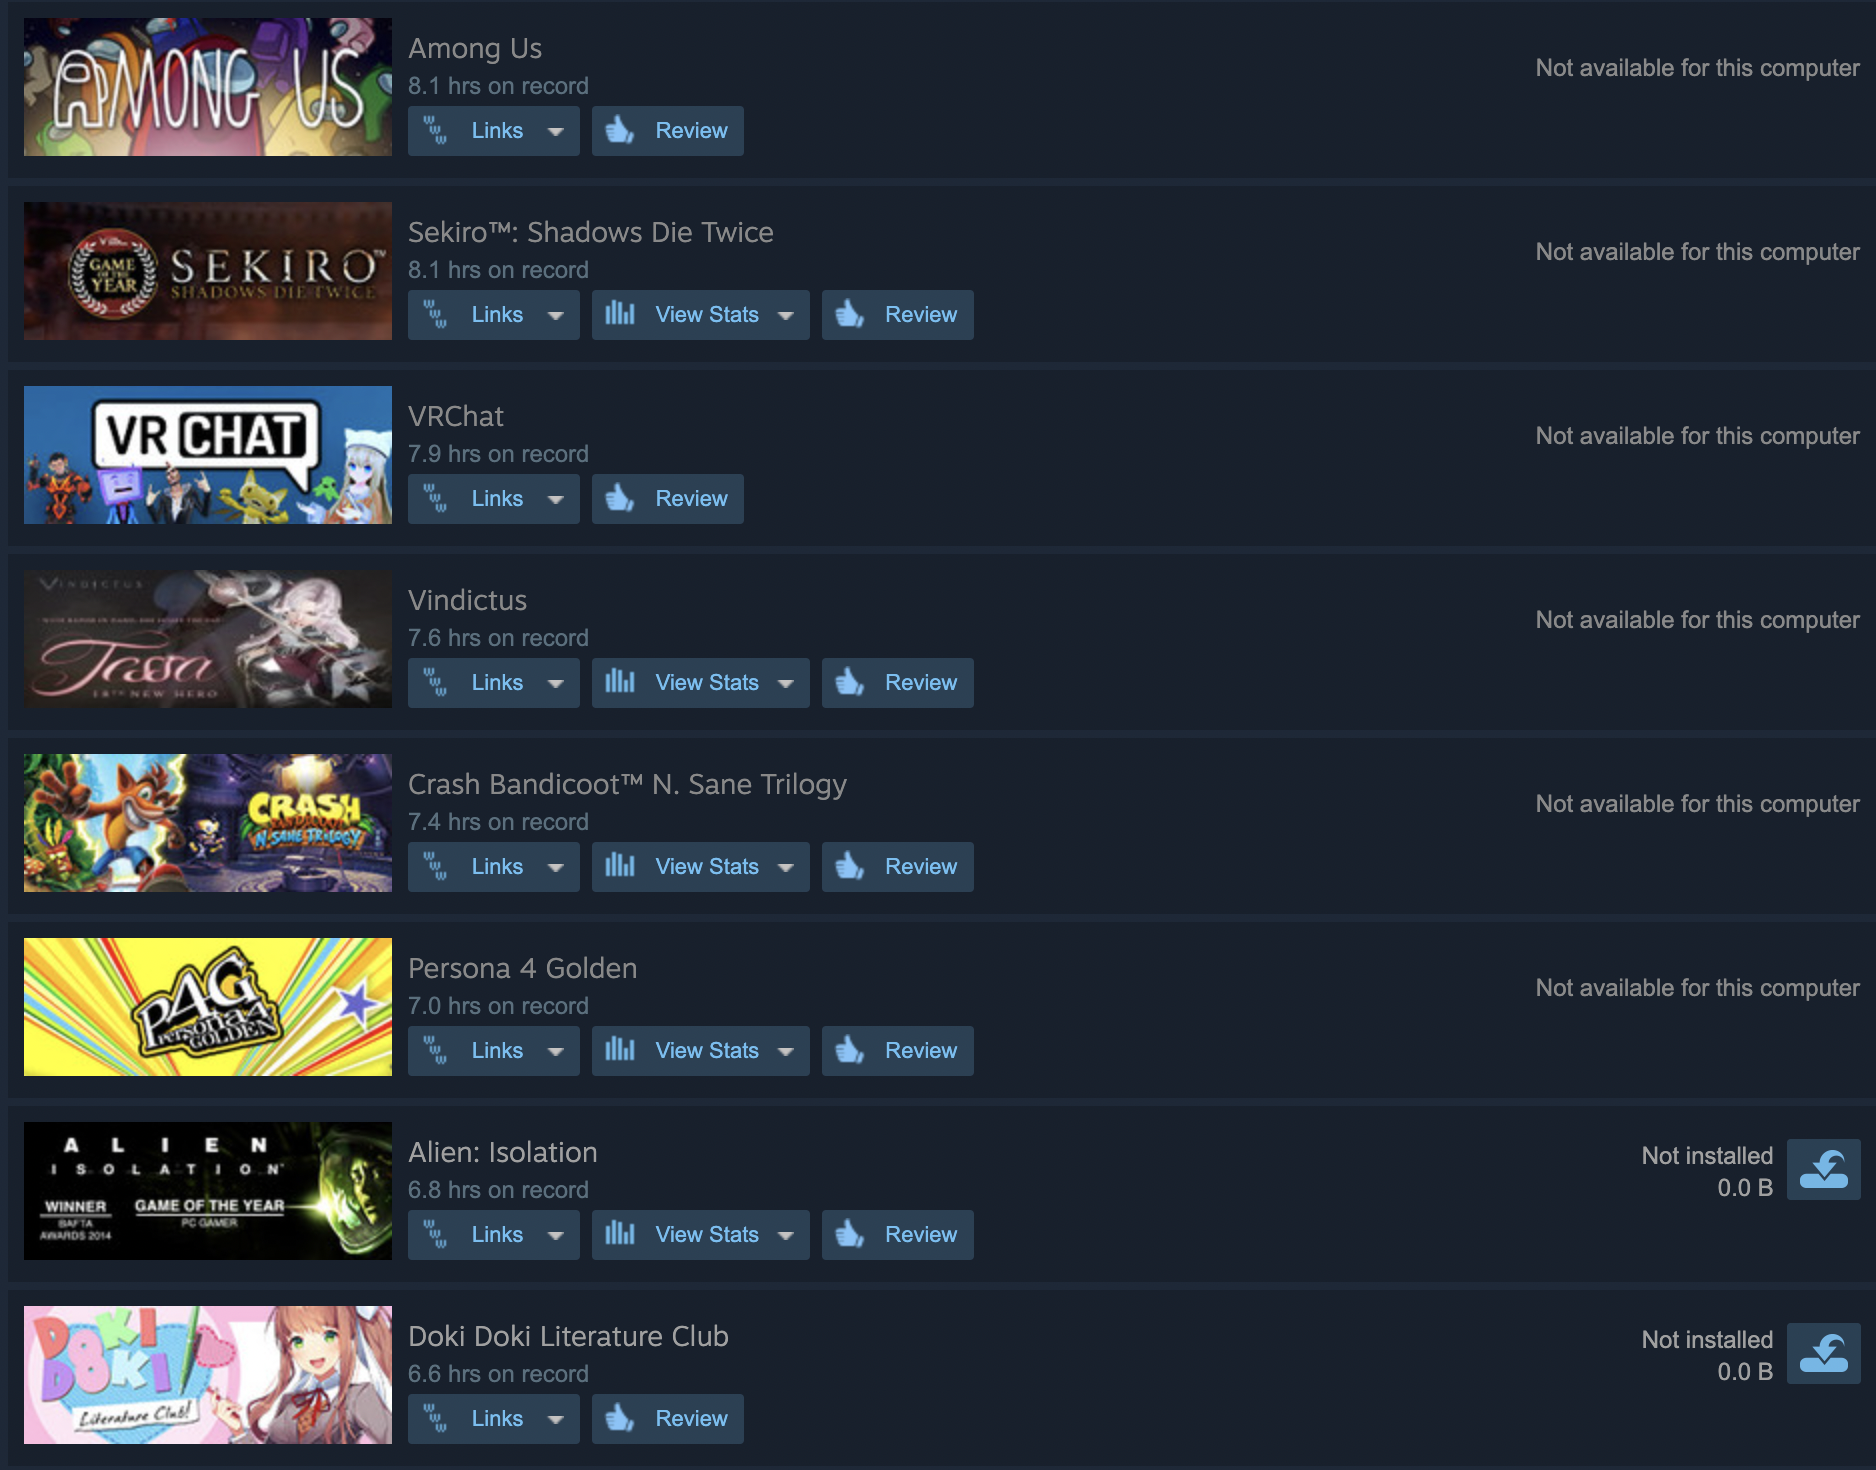 AMONG US
Among Us
8.1 hrs on record
Not available for this computer
Links
Review
GAME
OF THE
YEAR
SEKIRO™
SHADOWS DIE TWICE
Sekiro™: Shadows Die Twice
8.1 hrs on record
Not available for this computer
Links
View Stats
Review
VR CHAT
VRChat
7.9 hrs on record
Not available for this computer
Links
Review
VINDICTUS
Tessa
18TH NEW HERO
Vindictus
7.6 hrs on record
Not available for this computer
Links
View Stats
Review
CRASH
BANDICOOT
N. SANE TRILOGY
Crash Bandicoot™ N. Sane Trilogy
7.4 hrs on record
Not available for this computer
Links
View Stats
Review
P4G
Persona4
GOLDEN
Persona 4 Golden
7.0 hrs on record
Not available for this computer
Links
View Stats
Review
ALIEN
ISOLATION
WINNER
BAFTA
AWARDS 2014
GAME OF THE YEAR
PC GAMER
Alien: Isolation
6.8 hrs on record
Not installed
0.0 B
Links
View Stats
Review
DOKI
DOKI
Literature Club!
Doki Doki Literature Club
6.6 hrs on record
Not installed
0.0 B
Links
Review